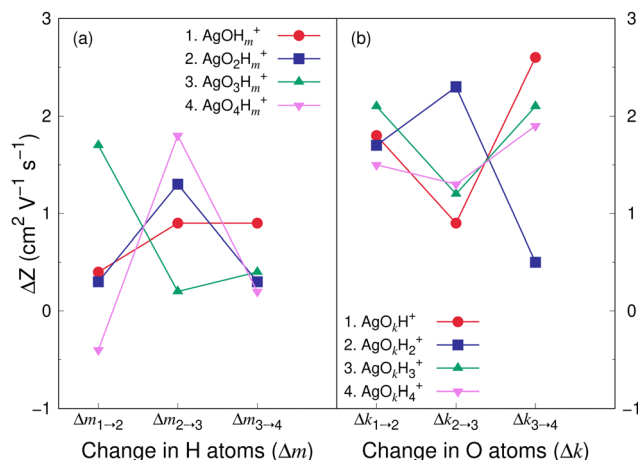 (a)
1. AgOHₘ⁺
2. AgO₂Hₘ⁺
3. AgO₃Hₘ⁺
4. AgO₄Hₘ⁺
(b)
1. AgOₖH⁺
2. AgOₖH₂⁺
3. AgOₖH₃⁺
4. AgOₖH₄⁺
3
2
1
0
−1
ΔZ (cm² V⁻¹ s⁻¹)
3
2
1
0
−1
Δm₁→₂ Δm₂→₃ Δm₃→₄
Δk₁→₂ Δk₂→₃ Δk₃→₄
Change in H atoms (Δm)
Change in O atoms (Δk)